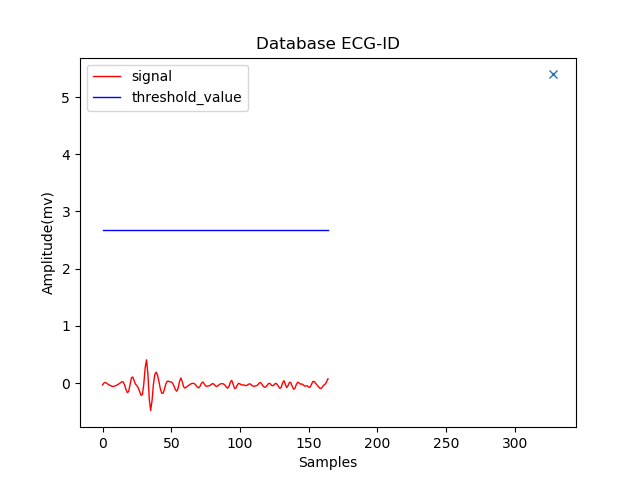 Database ECG-ID
signal
threshold_value
Amplitude(mv)
5
4
3
2
1
0
0 50 100 150 200 250 300
Samples